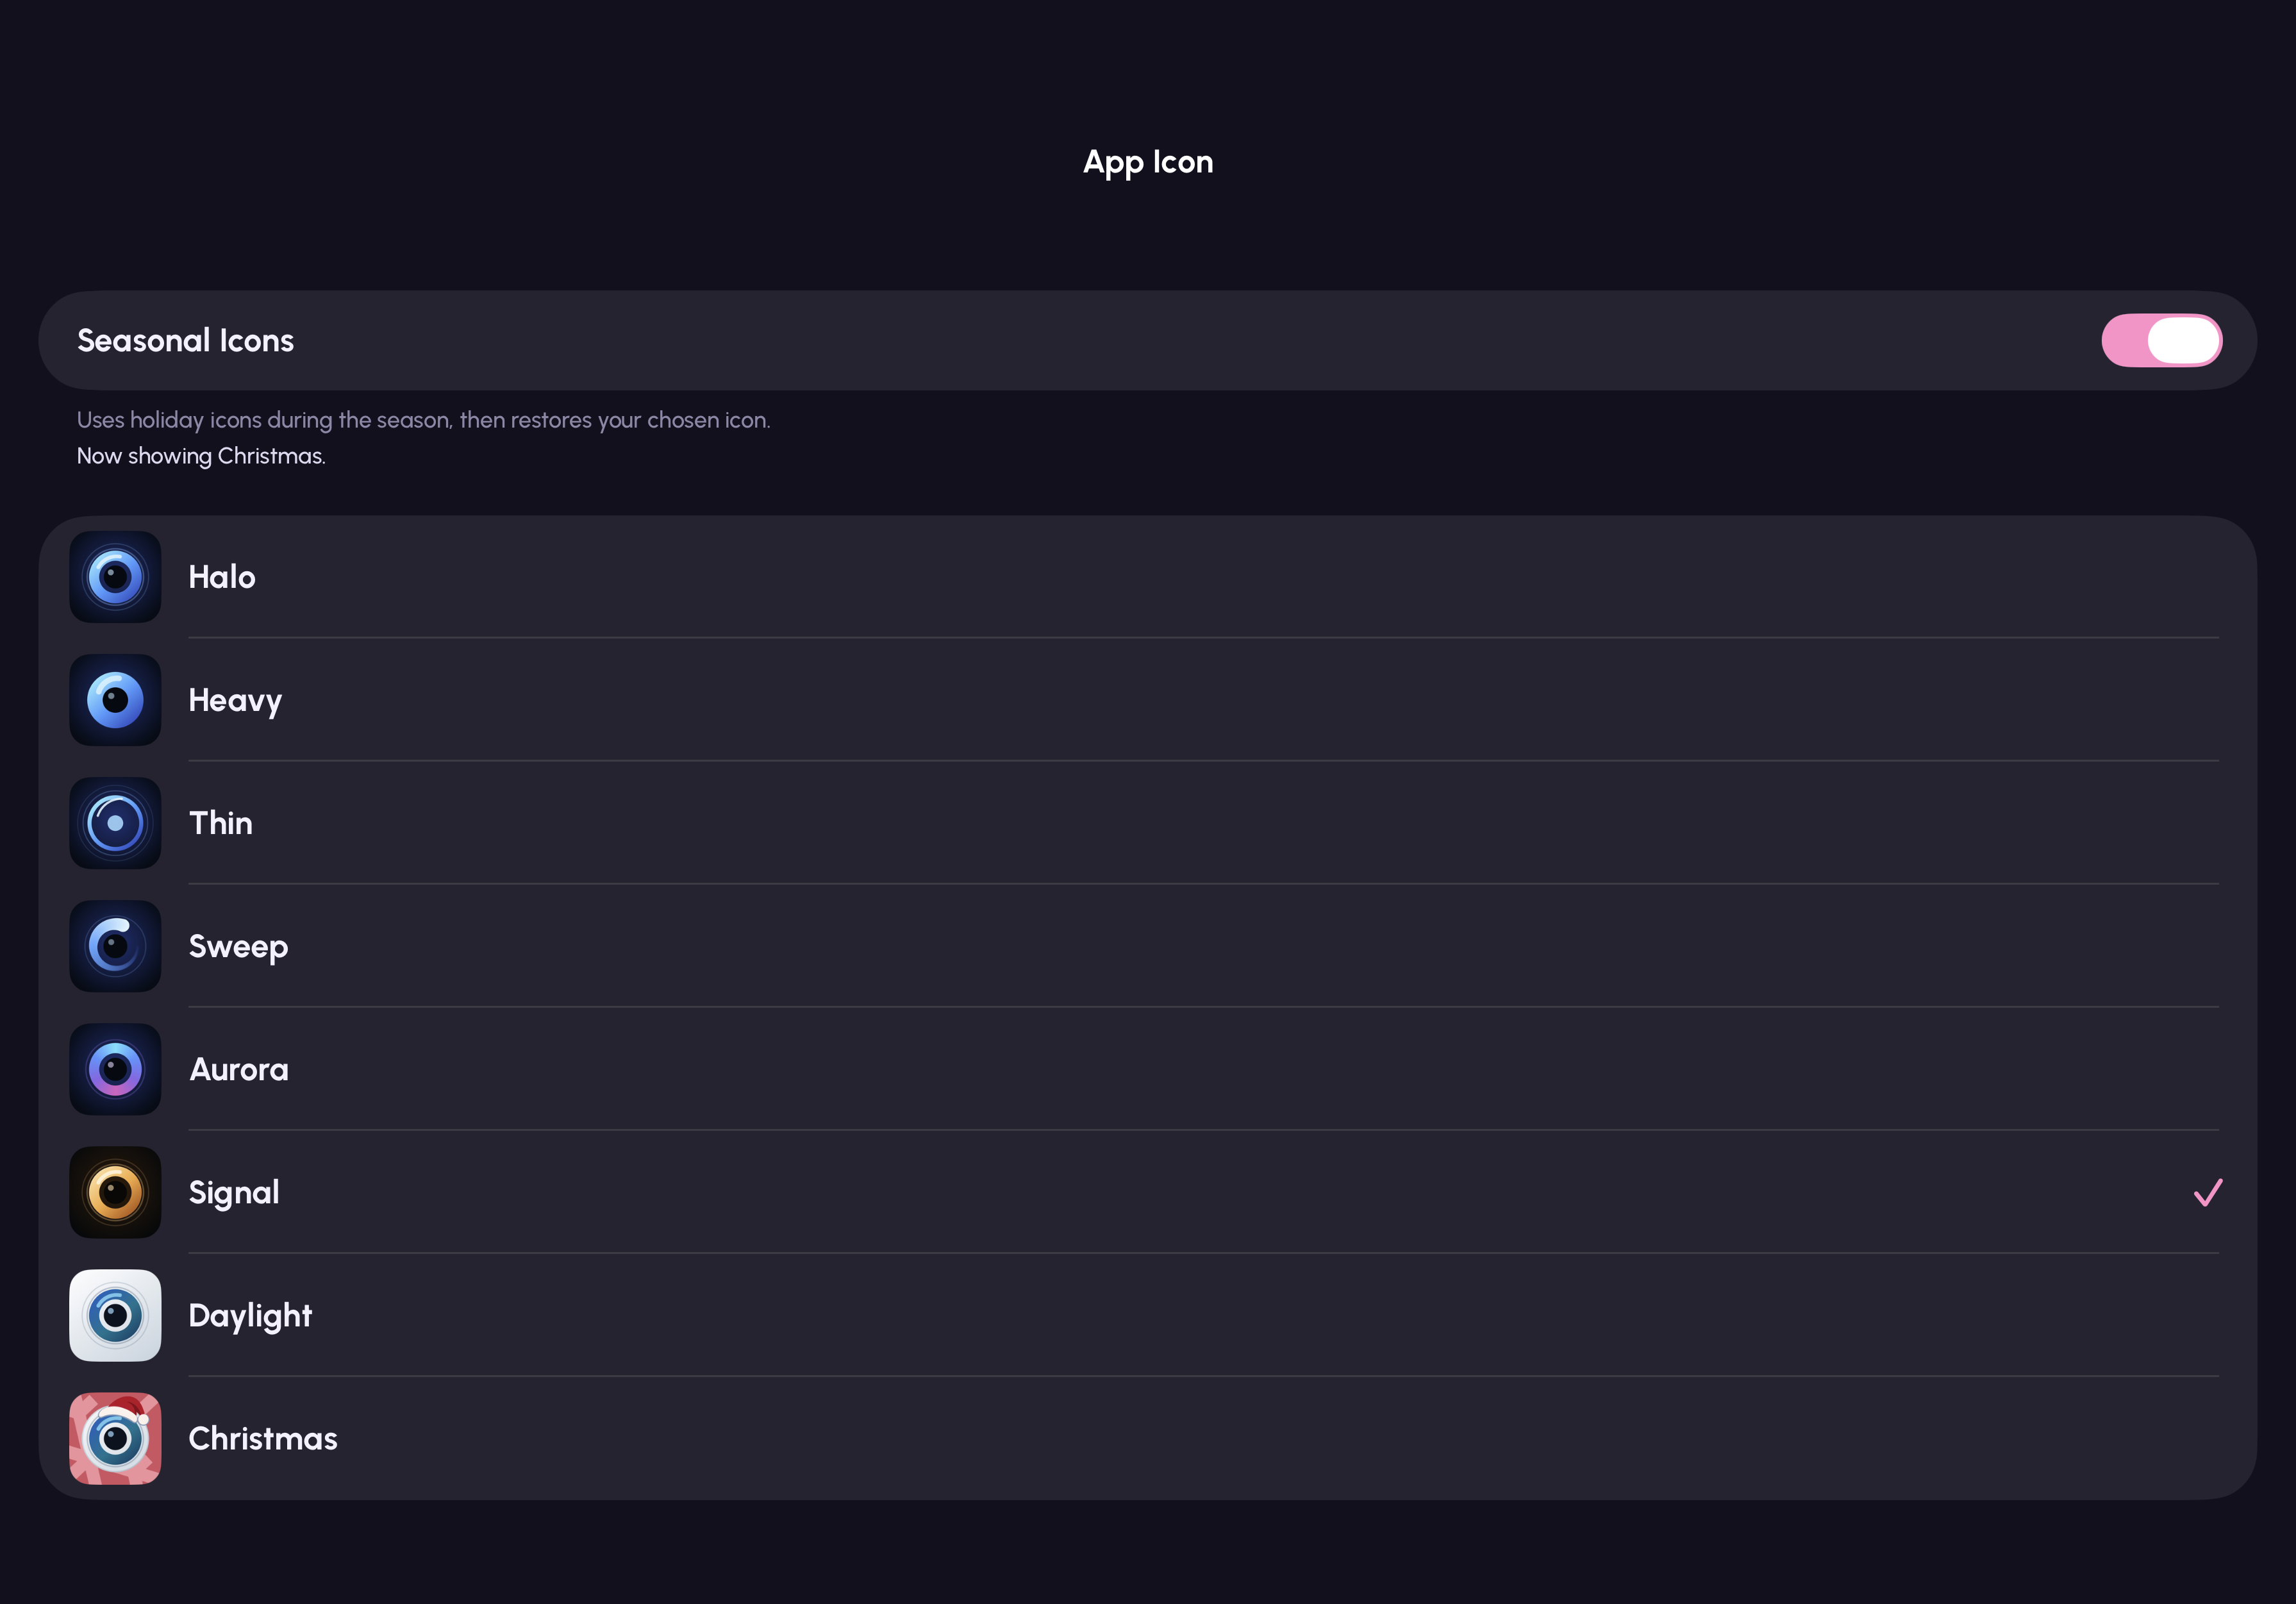 App Icon
Seasonal Icons
Uses holiday icons during the season, then restores your chosen icon.
Now showing Christmas.
Halo
Heavy
Thin
Sweep
Aurora
Signal
Daylight
Christmas